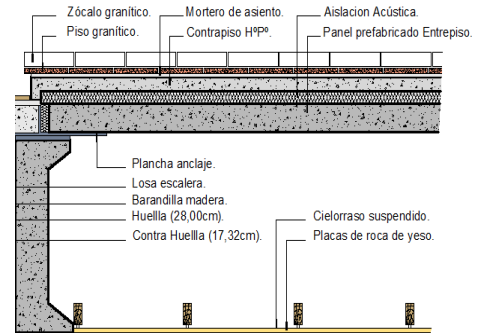 Zócalo granítico.
Mortero de asiento.
Aislacion Acústica.
Piso granítico.
Contrapiso HºPº.
Panel prefabricado Entrepiso.
Plancha anclaje.
Losa escalera.
Barandilla madera.
Huellla (28,00cm).
Cielorraso suspendido.
Contra Huellla (17,32cm).
Placas de roca de yeso.